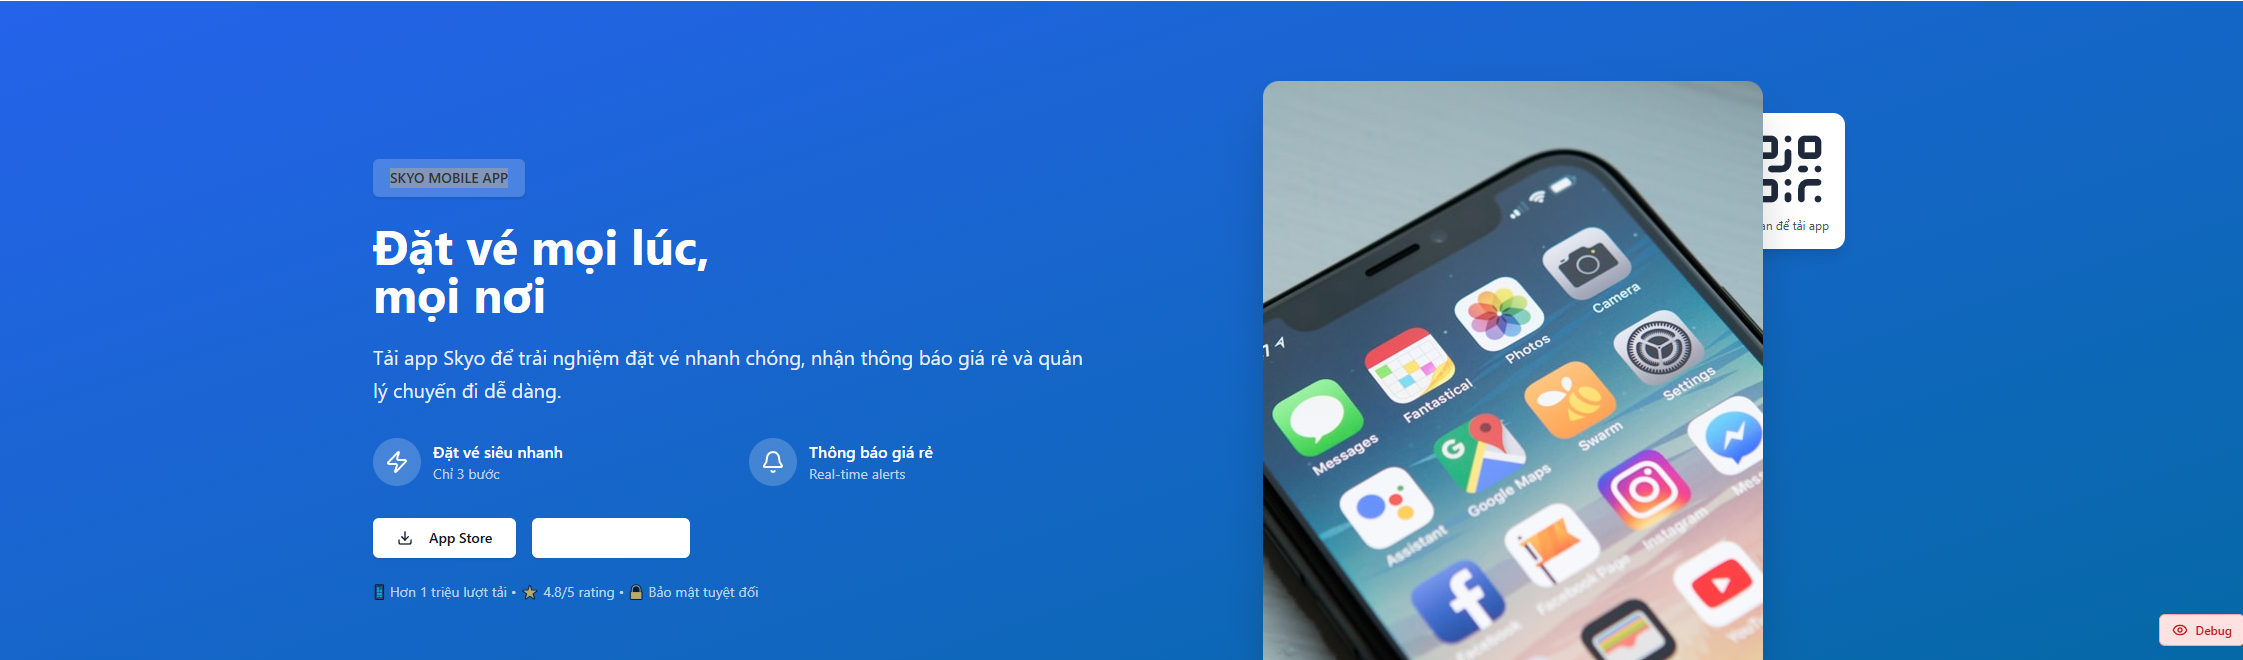 SKYO MOBILE APP
Đặt vé mọi lúc,
mọi nơi
Tải app Skyo để trải nghiệm đặt vé nhanh chóng, nhận thông báo giá rẻ và quản
lý chuyến đi dễ dàng.
Đặt vé siêu nhanh
Chỉ 3 bước
Thông báo giá rẻ
Real-time alerts
App Store
Hơn 1 triệu lượt tải • 4.8/5 rating • Bảo mật tuyệt đối
để tải app
Camera
Photos
Fantastical
Messages
Settings
Swarm
Google Maps
Assistant
Instagram
Facebook Page
Facebook
Debug